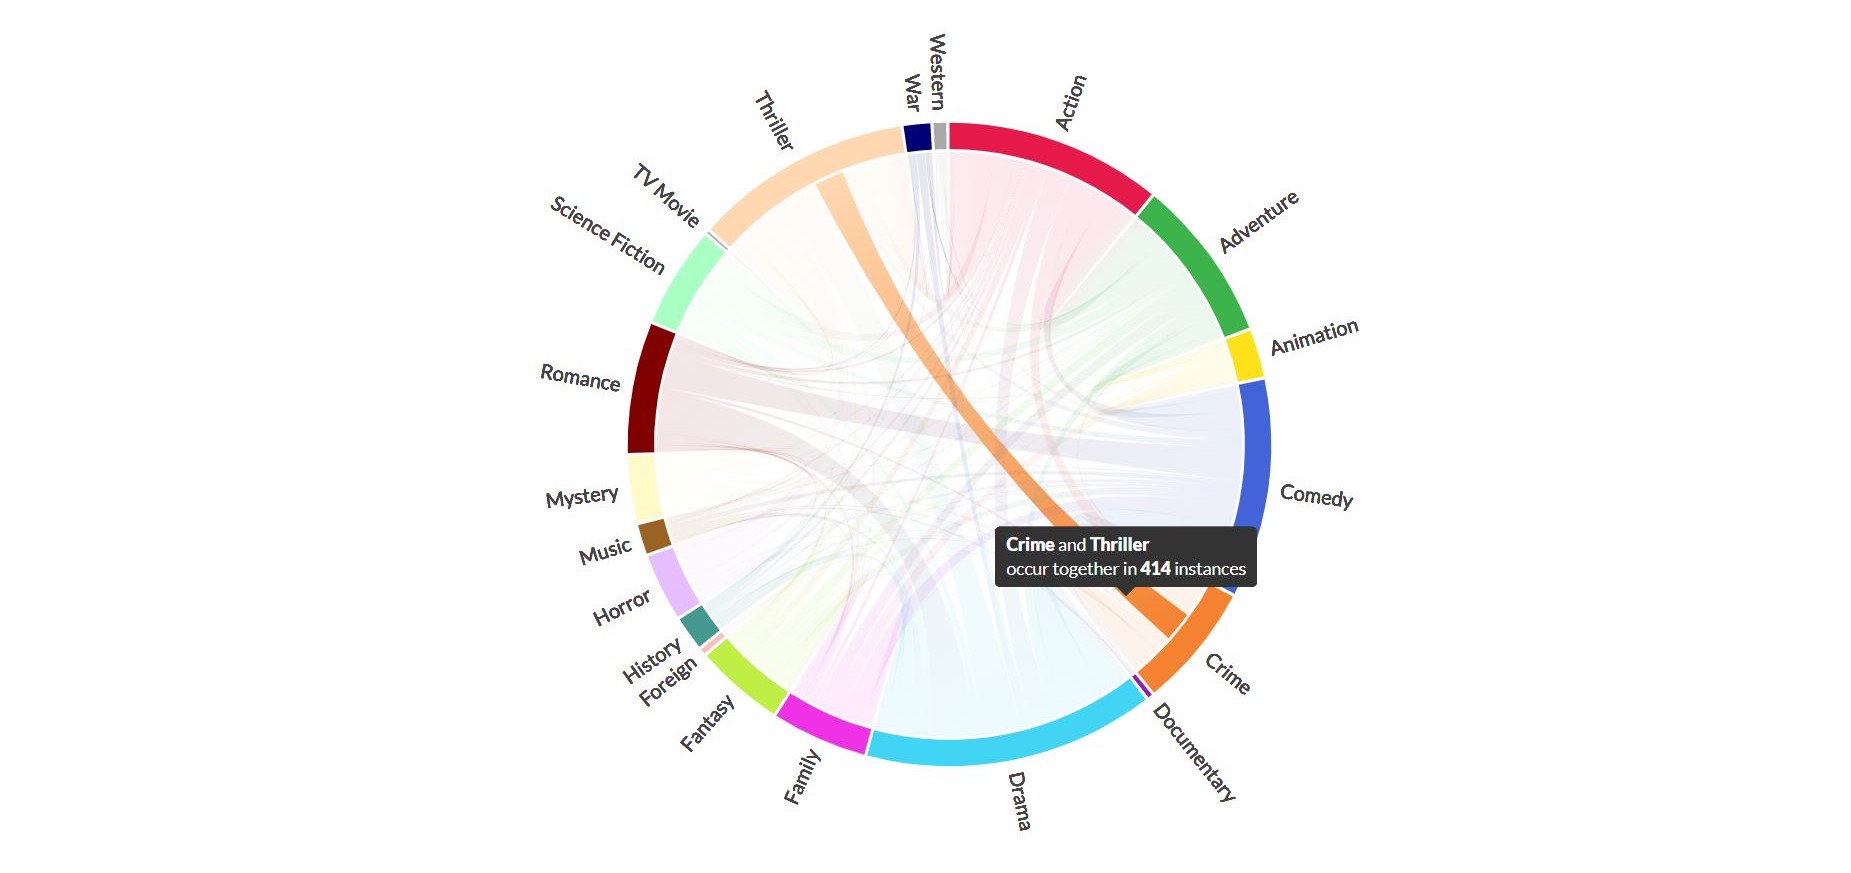 Western
War
Action
Thriller
Adventure
TV Movie
Science Fiction
Animation
Romance
Comedy
Mystery
Crime and Thriller
occur together in 414 instances
Music
Horror
History
Foreign
Crime
Fantasy
Documentary
Family
Drama